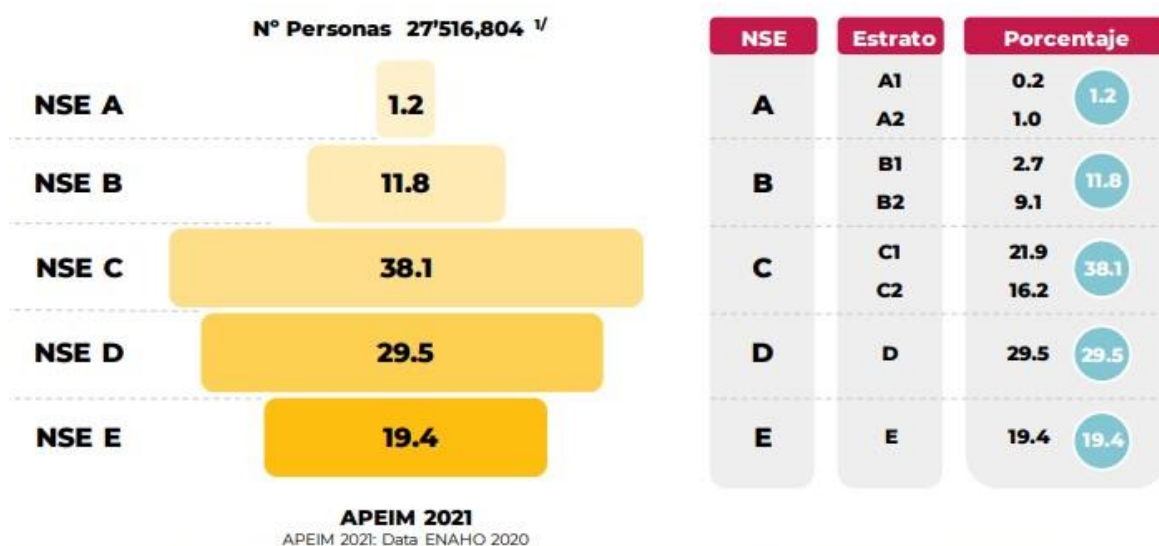 Nº Personas 27'516,804 1/
NSE A 1.2
NSE B 11.8
NSE C 38.1
NSE D 29.5
NSE E 19.4
APEIM 2021
APEIM 2021: Data ENAHO 2020
NSE Estrato Porcentaje
A A1 0.2 1.2
A2 1.0
B B1 2.7 11.8
B2 9.1
C C1 21.9 38.1
C2 16.2
D D 29.5 29.5
E E 19.4 19.4